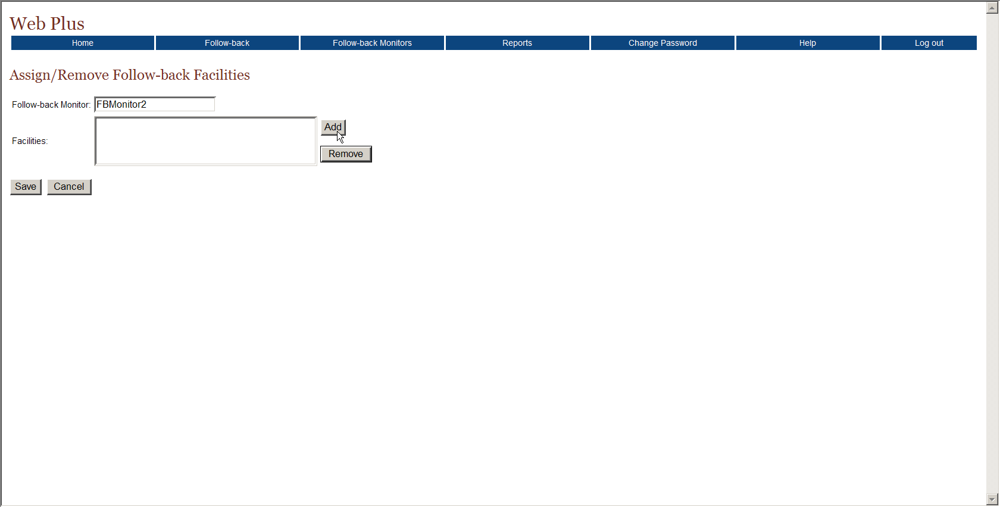 Web Plus
Home Follow-back Follow-back Monitors Reports Change Password Help Log out
Assign/Remove Follow-back Facilities
Follow-back Monitor: FBMonitor2
Add
Facilities:
Remove
Save Cancel